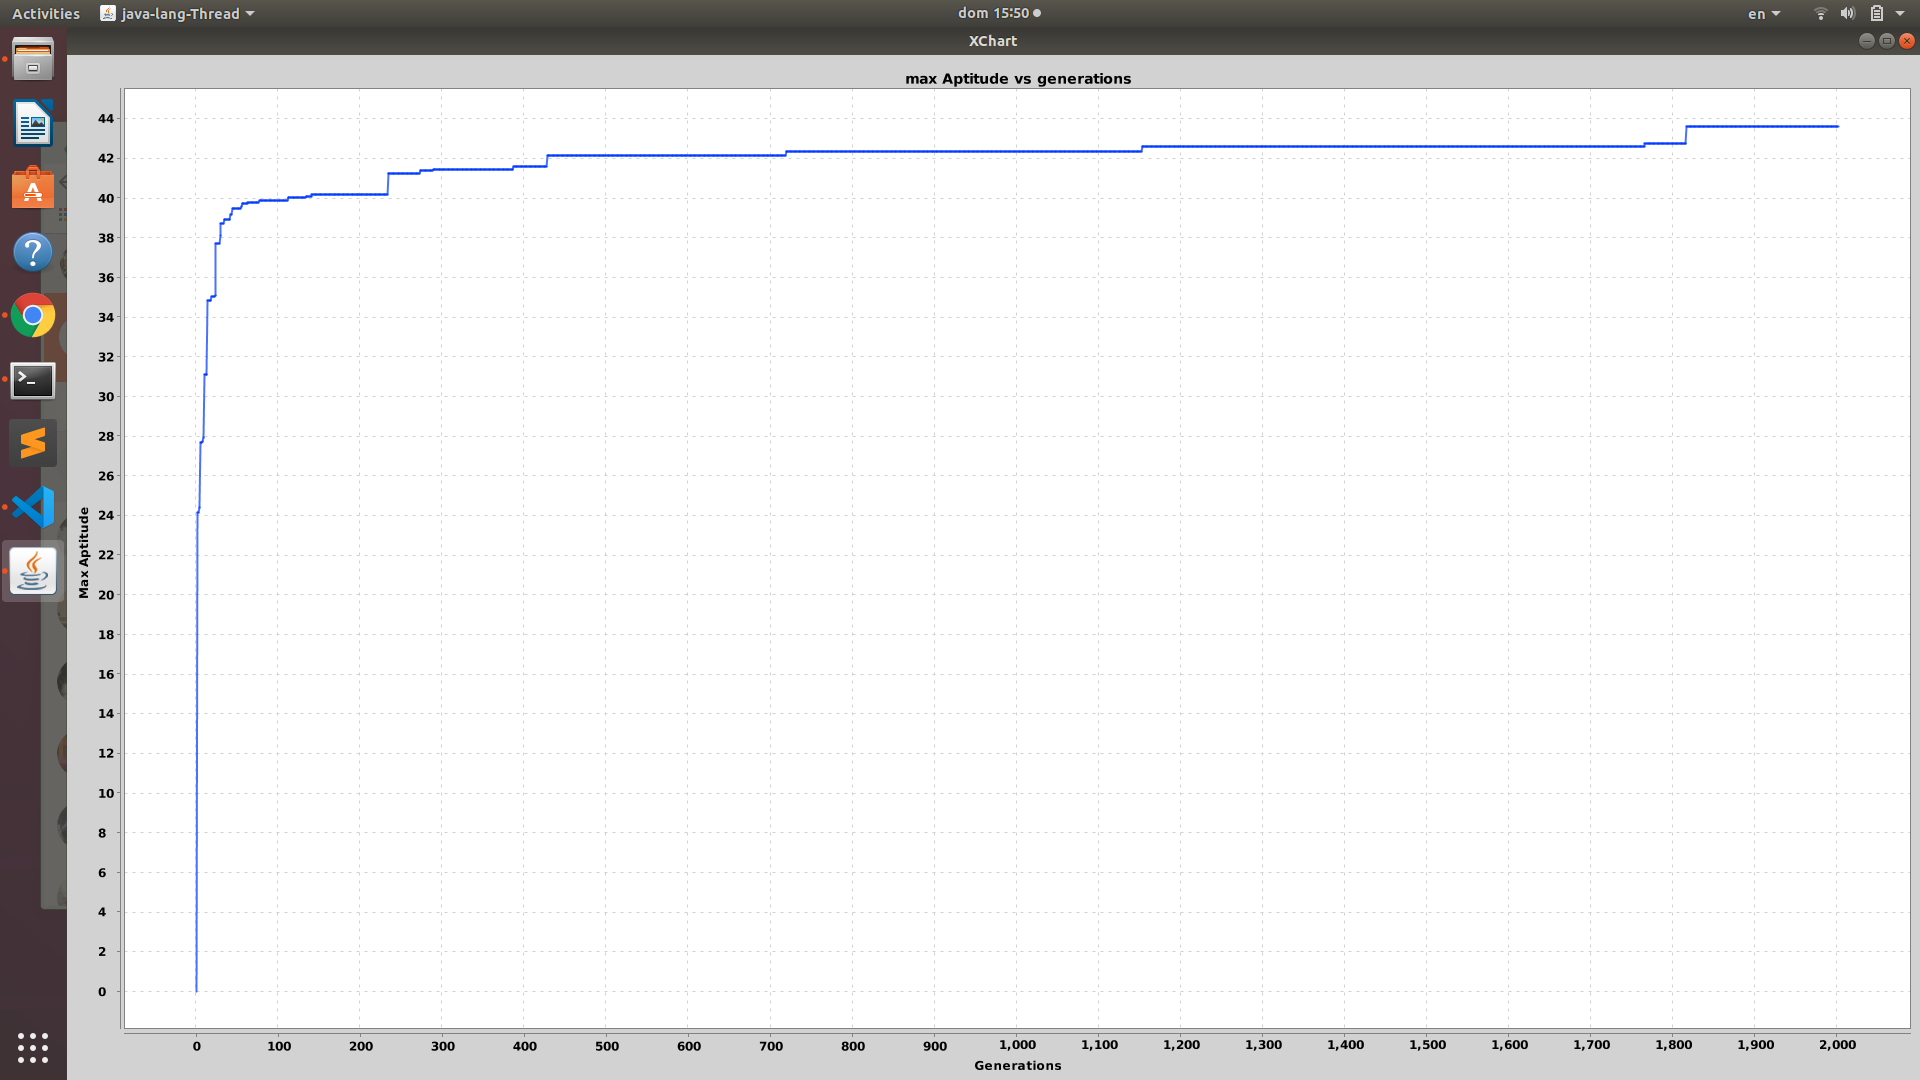 Activities
java-lang-Thread
dom 15:50
en
XChart
max Aptitude vs generations
44
42
40
38
36
34
32
30
28
26
24
22
20
18
16
14
12
10
8
6
4
2
0
Max Aptitude
0 100 200 300 400 500 600 700 800 900 1,000 1,100 1,200 1,300 1,400 1,500 1,600 1,700 1,800 1,900 2,000
Generations